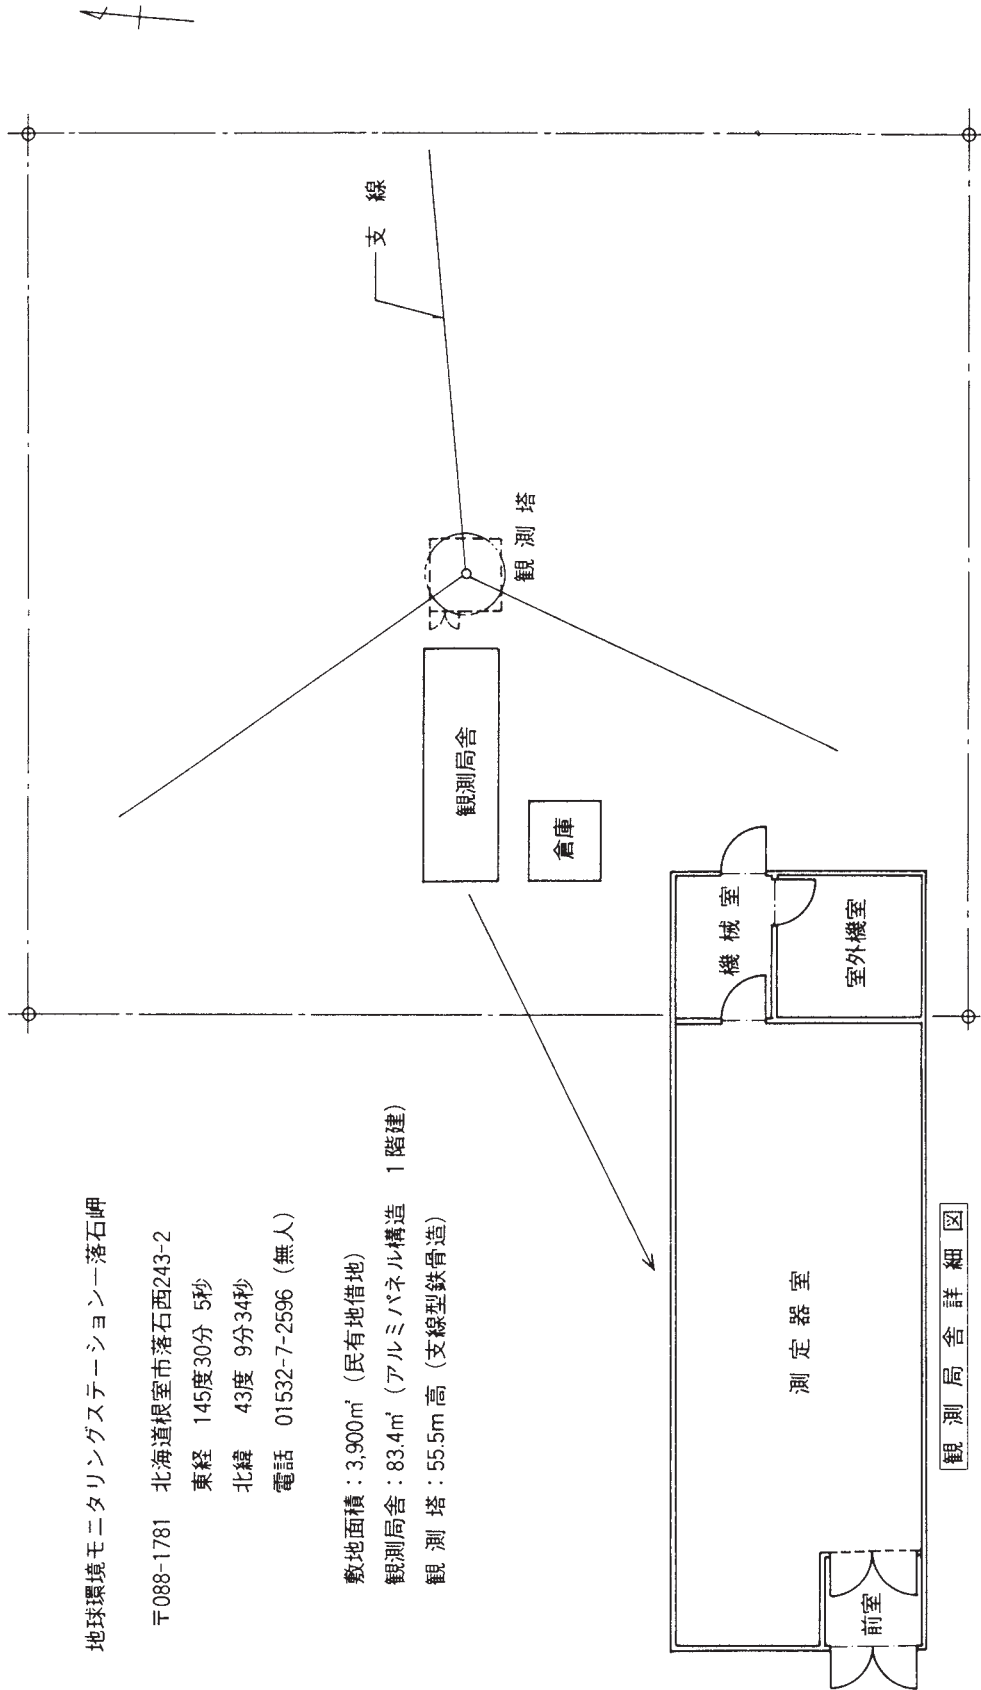 地球環境モニタリングステーション－落石岬
〒088-1781 北海道根室市落石西243-2
東経 145度30分 5秒
北緯 43度 9分34秒
電話 01532-7-2596（無人）
敷地面積：3,900m²（民有地借地）
観測局舎：83.4m²（アルミパネル構造 1階建）
観 測 塔：55.5m高（支線型鉄骨造）
支 線
観 測 塔
観測局舎
倉庫
機 械 室
室外機室
測 定 器 室
前室
観 測 局 舎 詳 細 図